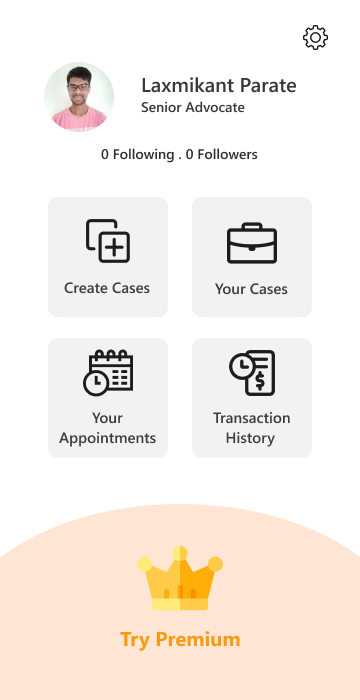 Laxmikant Parate
Senior Advocate
0 Following . 0 Followers
Create Cases
Your Cases
Your
Appointments
Transaction
History
Try Premium